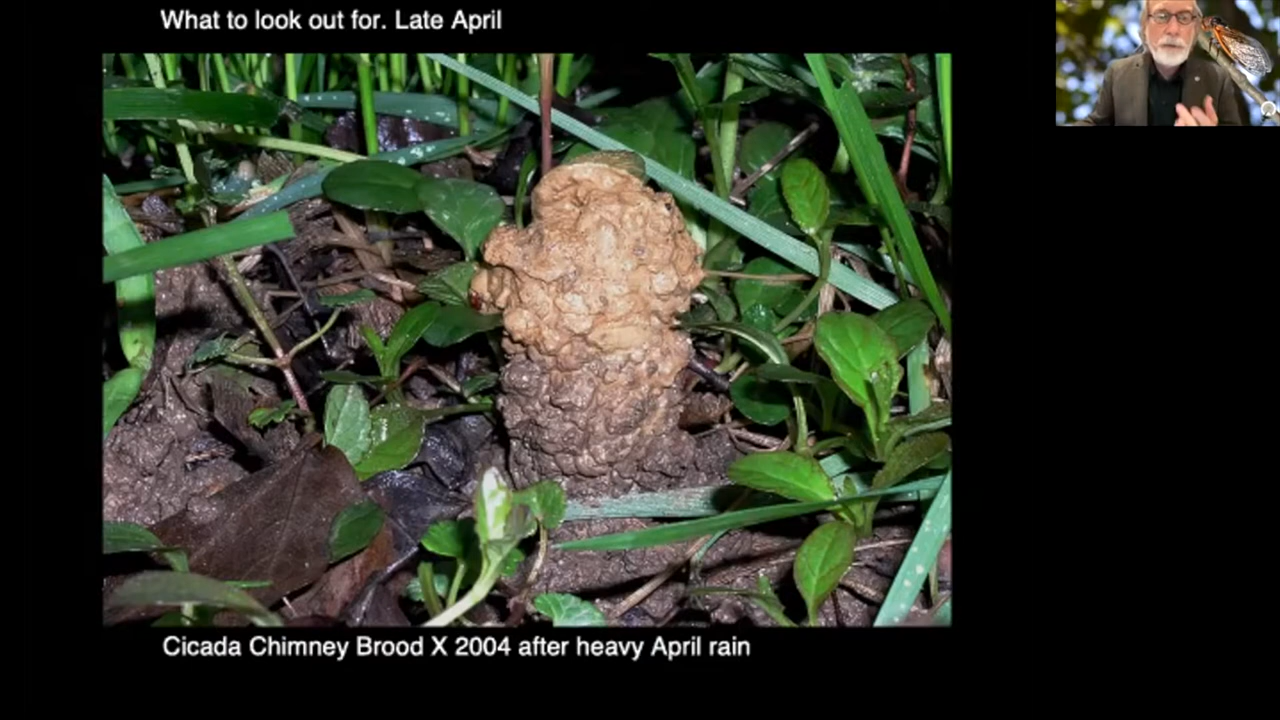 What to look out for. Late April
Cicada Chimney Brood X 2004 after heavy April rain